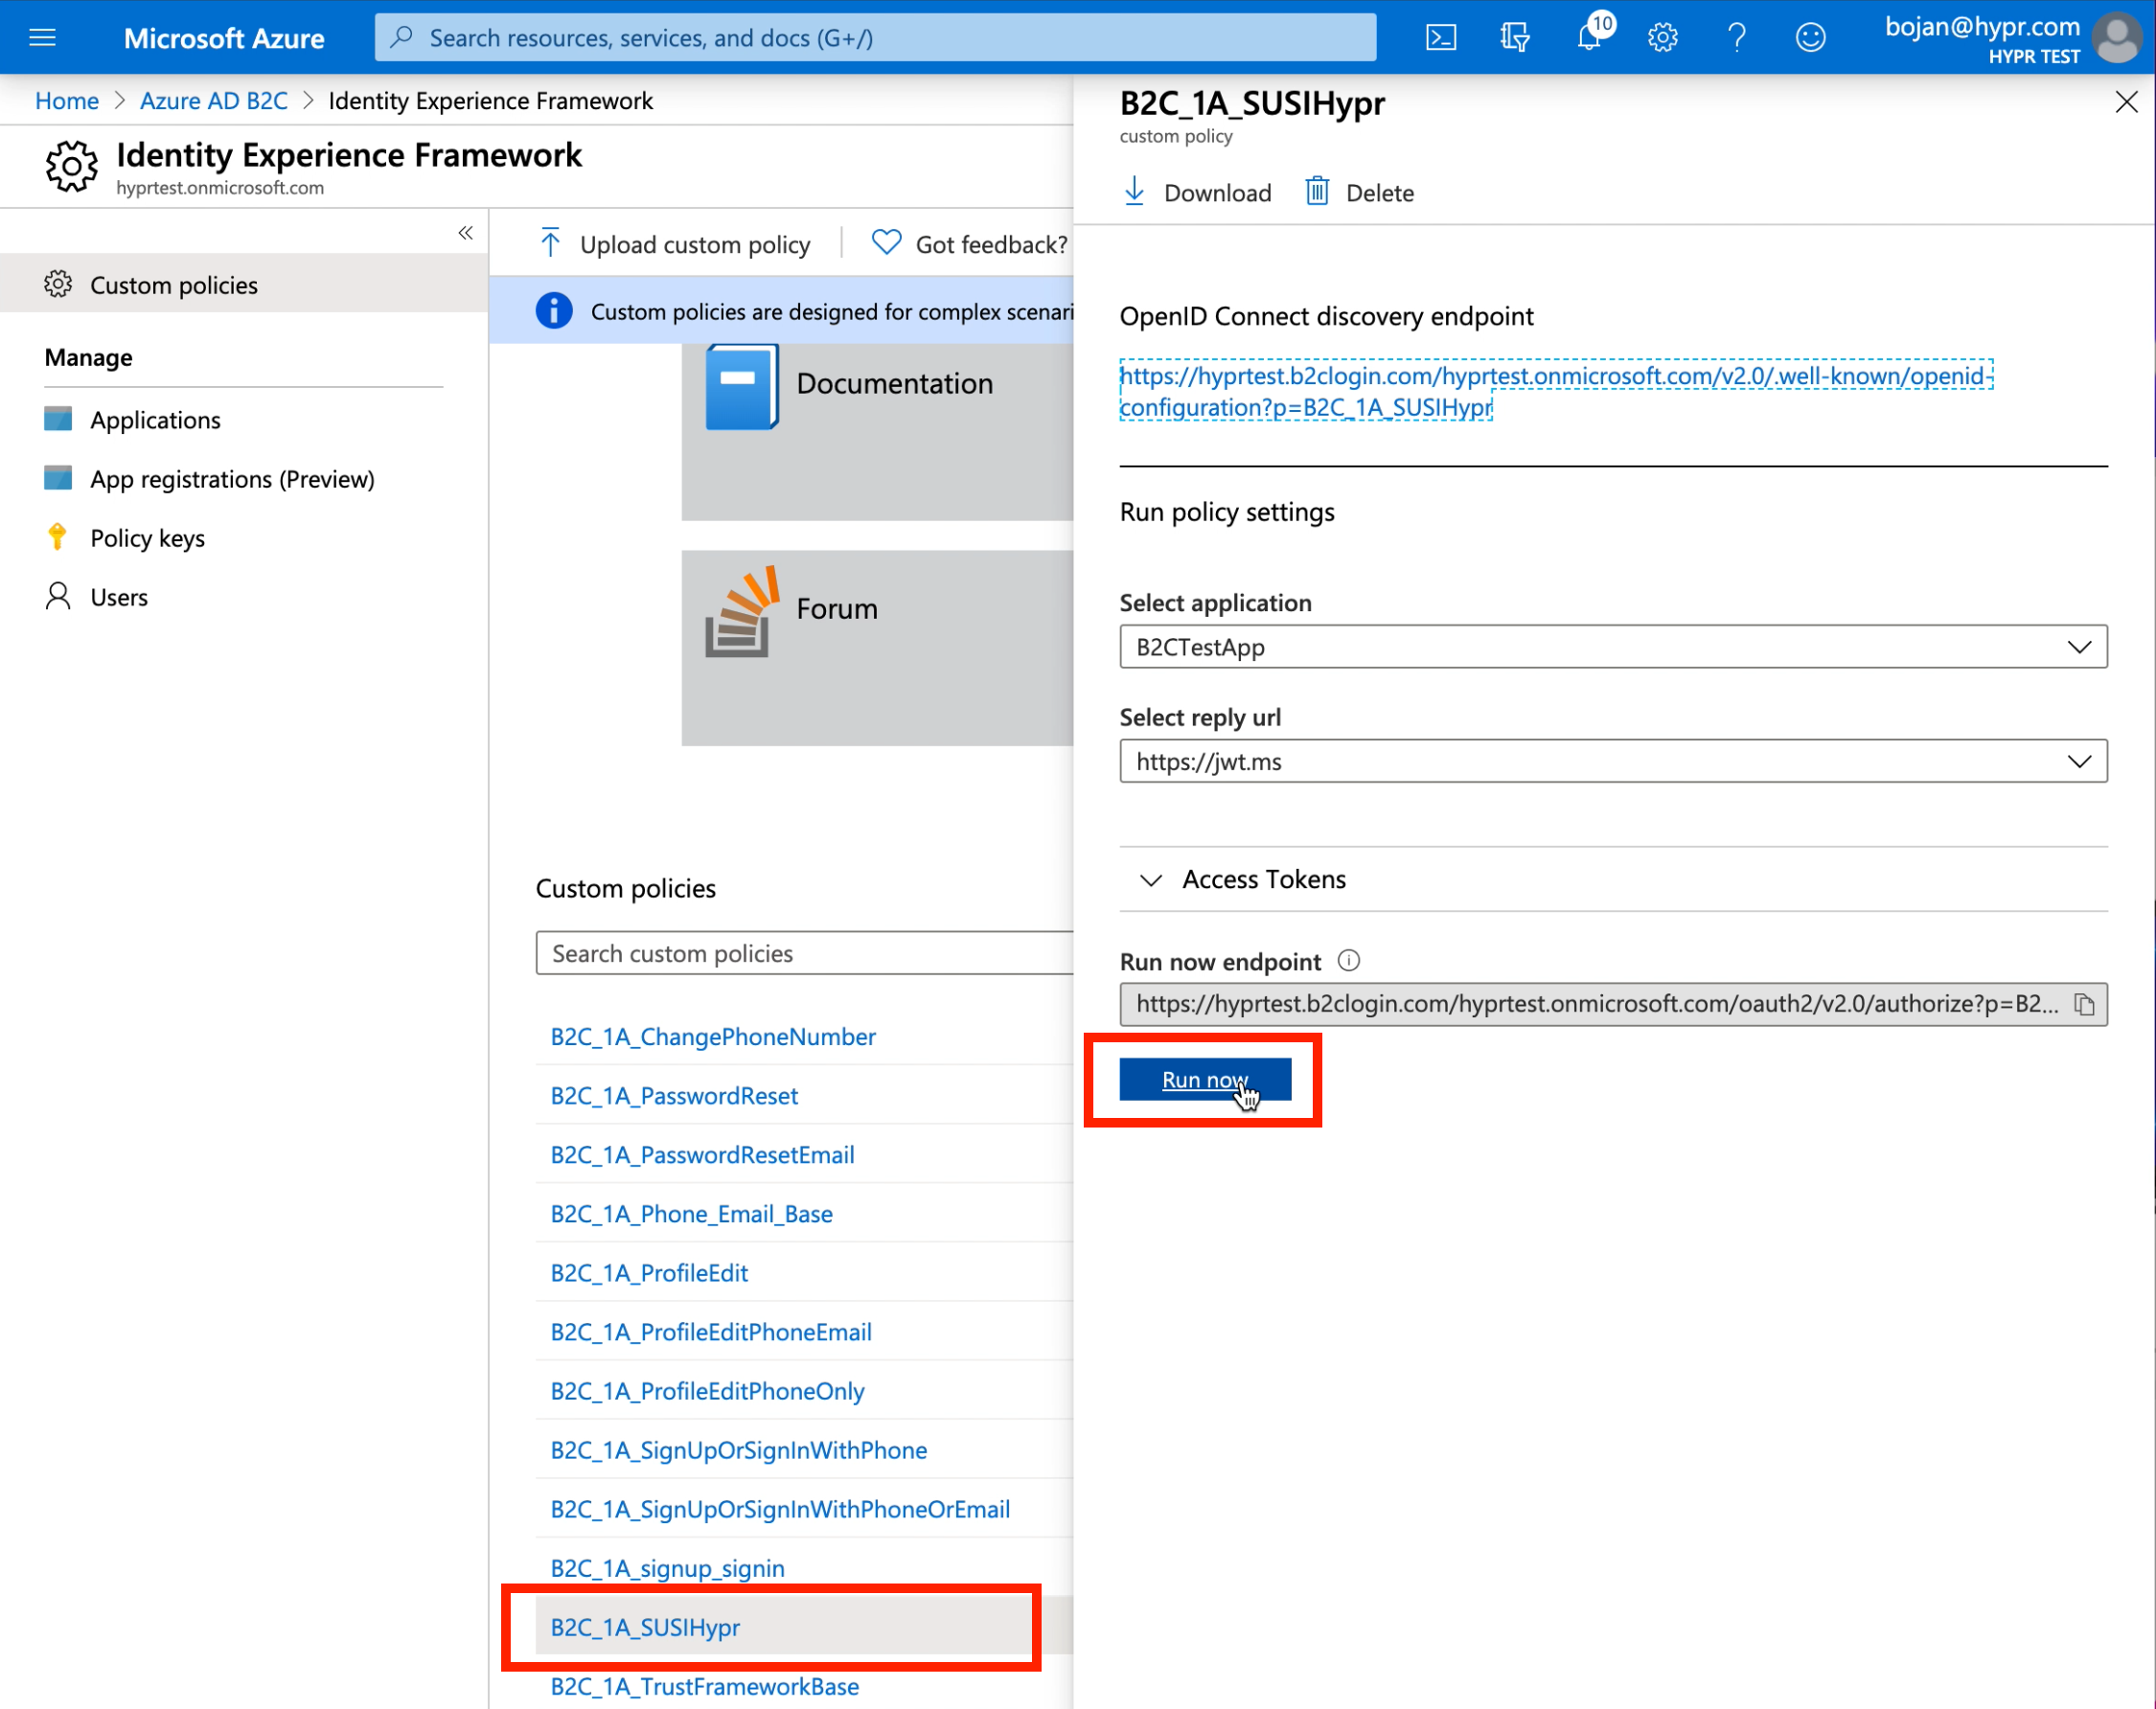 Microsoft Azure
Search resources, services, and docs (G+/)
10
bojan@hypr.com
HYPR TEST
Home > Azure AD B2C > Identity Experience Framework
Identity Experience Framework
hyprtest.onmicrosoft.com
«
Custom policies
Manage
Applications
App registrations (Preview)
Policy keys
Users
Upload custom policy
Got feedback?
Custom policies are designed for complex scenari
Documentation
Forum
Custom policies
Search custom policies
B2C_1A_ChangePhoneNumber
B2C_1A_PasswordReset
B2C_1A_PasswordResetEmail
B2C_1A_Phone_Email_Base
B2C_1A_ProfileEdit
B2C_1A_ProfileEditPhoneEmail
B2C_1A_ProfileEditPhoneOnly
B2C_1A_SignUpOrSignInWithPhone
B2C_1A_SignUpOrSignInWithPhoneOrEmail
B2C_1A_signup_signin
B2C_1A_SUSIHypr
B2C_1A_TrustFrameworkBase
B2C_1A_SUSIHypr
custom policy
Download
Delete
OpenID Connect discovery endpoint
https://hyprtest.b2clogin.com/hyprtest.onmicrosoft.com/v2.0/.well-known/openid-
configuration?p=B2C_1A_SUSIHypr
Run policy settings
Select application
B2CTestApp
Select reply url
https://jwt.ms
Access Tokens
Run now endpoint
https://hyprtest.b2clogin.com/hyprtest.onmicrosoft.com/oauth2/v2.0/authorize?p=B2...
Run now